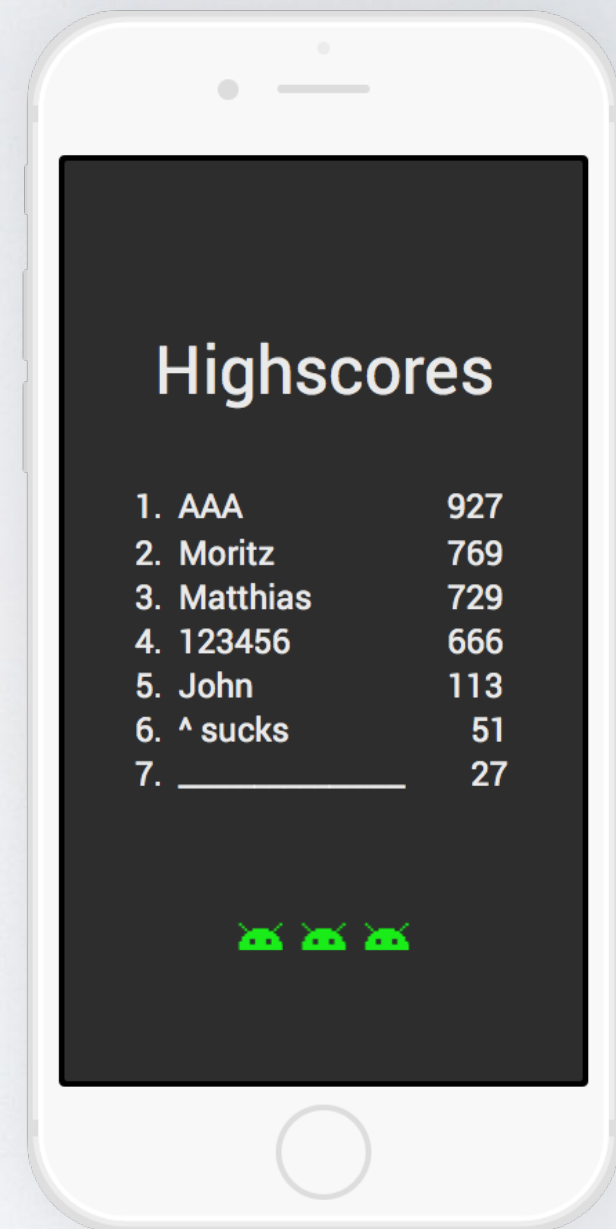 Highscores
1. AAA 927
2. Moritz 769
3. Matthias 729
4. 123456 666
5. John 113
6. ^ sucks 51
7. _______________ 27